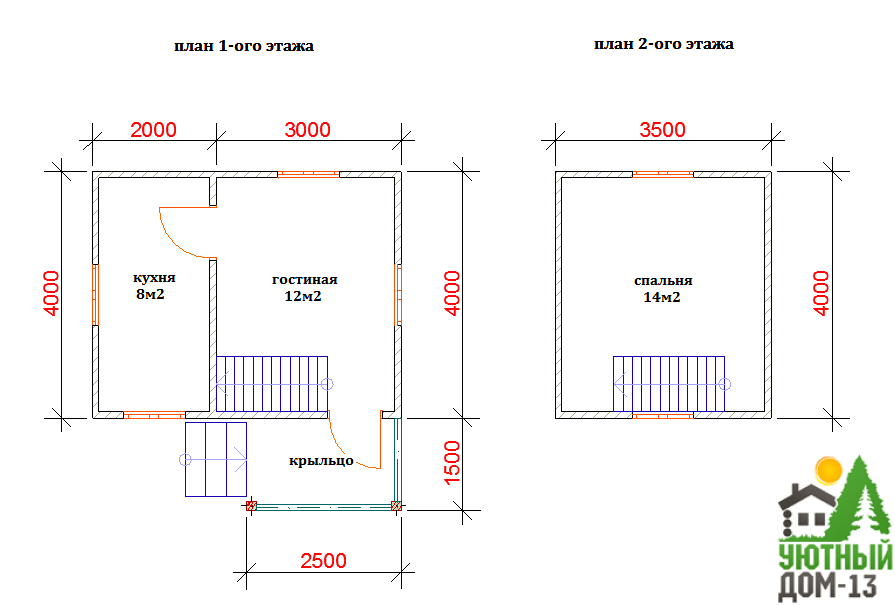 план 1-ого этажа
план 2-ого этажа
2000
3000
3500
4000
кухня
8м2
гостиная
12м2
4000
спальня
14м2
4000
крыльцо
1500
2500
УЮТНЫЙ
ДОМ-13